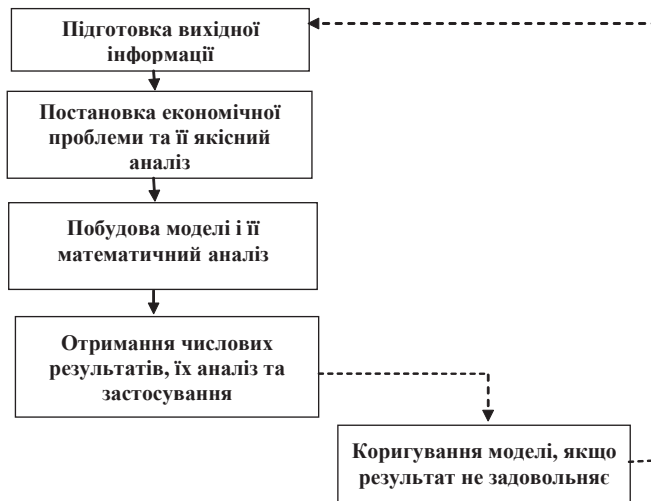 Підготовка вихідної
інформації
Постановка економічної
проблеми та її якісний
аналіз
Побудова моделі і її
математичний аналіз
Отримання числових
результатів, їх аналіз та
застосування
Коригування моделі, якщо
результат не задовольняє